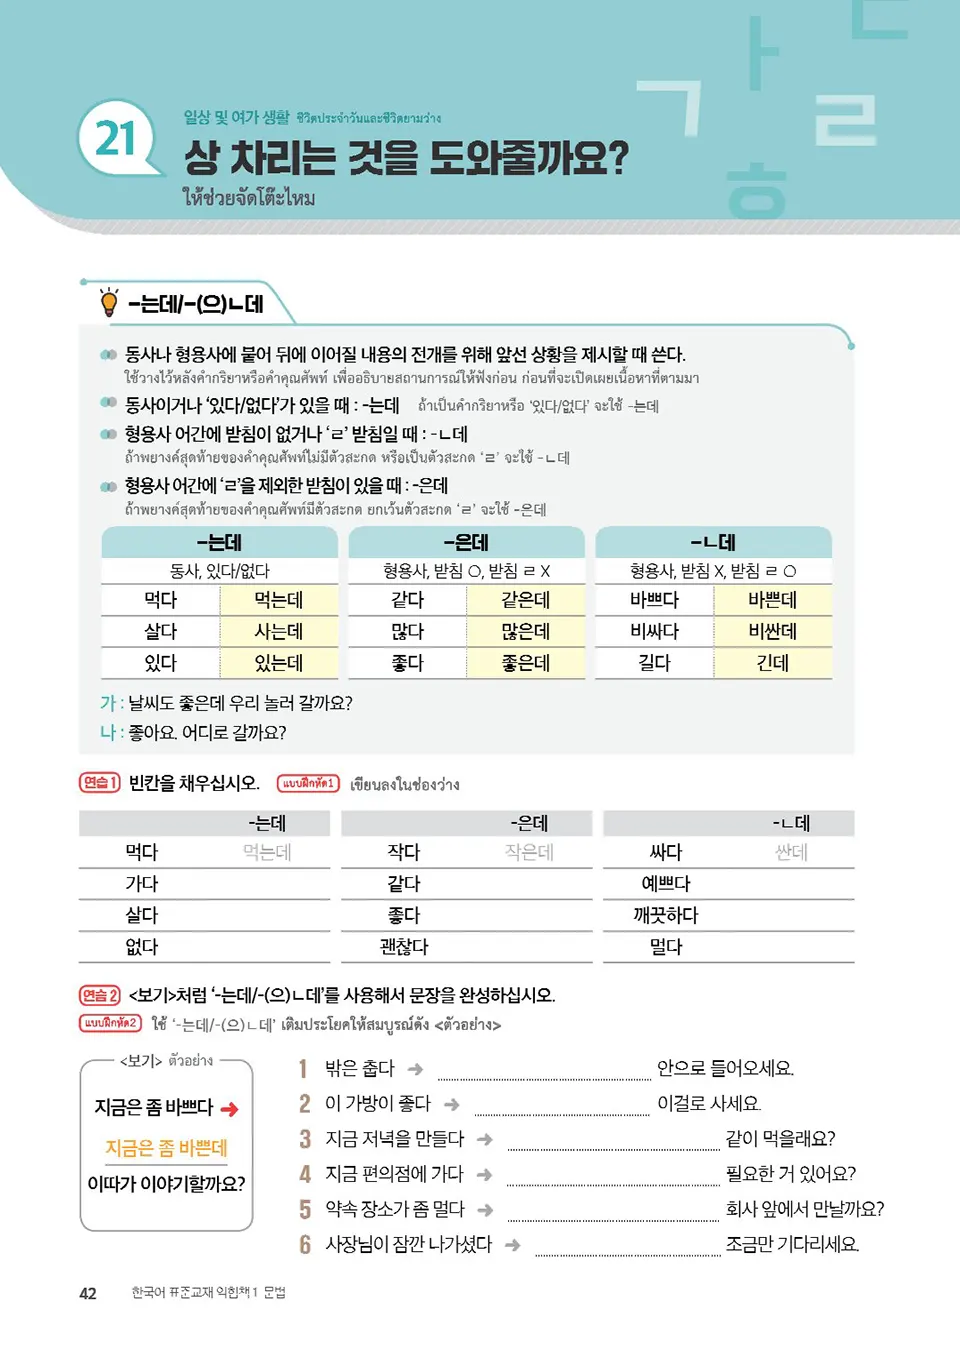 21
일상 및 여가 생활 ชีวิตประจำวันและชีวิตยามว่าง
상 차리는 것을 도와줄까요?
ให้ช่วยจัดโต๊ะไหม
ㄱ ㅏ ㄷ ㄹ ㅎ
-는데/-(으)ㄴ데
동사나 형용사에 붙어 뒤에 이어질 내용의 전개를 위해 앞선 상황을 제시할 때 쓴다.
ใช้วางไว้หลังคำกริยาหรือคำคุณศัพท์ เพื่ออธิบายสถานการณ์ให้ฟังก่อน ก่อนที่จะเปิดเผยเนื้อหาที่ตามมา
동사이거나 ‘있다/없다’가 있을 때 : -는데 ถ้าเป็นคำกริยาหรือ ‘있다/없다’ จะใช้ -는데
형용사 어간에 받침이 없거나 ‘ㄹ’ 받침일 때 : -ㄴ데
ถ้าพยางค์สุดท้ายของคำคุณศัพท์ไม่มีตัวสะกด หรือเป็นตัวสะกด ‘ㄹ’ จะใช้ -ㄴ데
형용사 어간에 ‘ㄹ’을 제외한 받침이 있을 때 : -은데
ถ้าพยางค์สุดท้ายของคำคุณศัพท์มีตัวสะกด ยกเว้นตัวสะกด ‘ㄹ’ จะใช้ -은데
-는데 -은데 -ㄴ데
동사, 있다/없다 형용사, 받침 O, 받침 ㄹ X 형용사, 받침 X, 받침 ㄹ O
먹다 먹는데 같다 같은데 바쁘다 바쁜데
살다 사는데 많다 많은데 비싸다 비싼데
있다 있는데 좋다 좋은데 길다 긴데
가 : 날씨도 좋은데 우리 놀러 갈까요?
나 : 좋아요. 어디로 갈까요?
연습 1 빈칸을 채우십시오. แบบฝึกหัด1 เขียนลงในช่องว่าง
-는데 -은데 -ㄴ데
먹다 먹는데 작다 작은데 싸다 싼데
가다 같다 예쁘다
살다 좋다 깨끗하다
없다 괜찮다 멀다
연습 2 <보기>처럼 ‘-는데/-(으)ㄴ데’를 사용해서 문장을 완성하십시오.
แบบฝึกหัด2 ใช้ ‘-는데/-(으)ㄴ데’ เติมประโยคให้สมบูรณ์ดัง <ตัวอย่าง>
<보기> ตัวอย่าง
지금은 좀 바쁘다 ➔
지금은 좀 바쁜데
이따가 이야기할까요?
1 밖은 춥다 ➔ 안으로 들어오세요.
2 이 가방이 좋다 ➔ 이걸로 사세요.
3 지금 저녁을 만들다 ➔ 같이 먹을래요?
4 지금 편의점에 가다 ➔ 필요한 거 있어요?
5 약속 장소가 좀 멀다 ➔ 회사 앞에서 만날까요?
6 사장님이 잠깐 나가셨다 ➔ 조금만 기다리세요.
42 한국어 표준교재 익힘책 1 문법